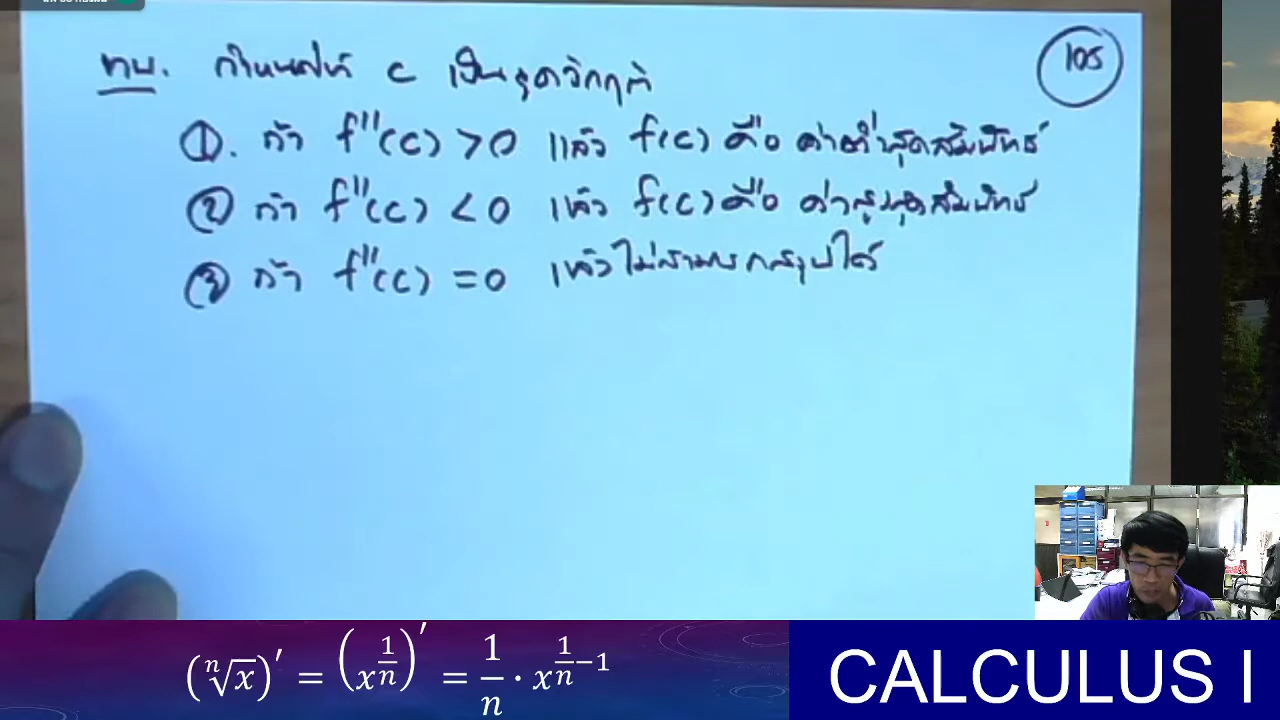 ทบ. กำหนดให้ c เป็นจุดวิกฤติ
105
①. ถ้า f''(c) > 0 แล้ว f(c) คือ ค่าต่ำสุดสัมพัทธ์
② ถ้า f''(c) < 0 แล้ว f(c) คือ ค่าสูงสุดสัมพัทธ์
③ ถ้า f''(c) = 0 แล้วไม่สามารถสรุปได้
(ⁿ√x)′ = (x^{1/n})′ = 1/n · x^{1/n − 1}
CALCULUS I